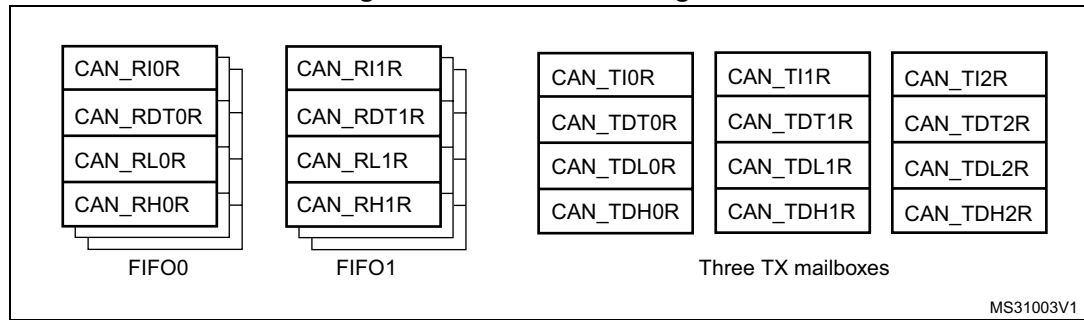 CAN_RI0R
CAN_RDT0R
CAN_RL0R
CAN_RH0R
FIFO0
CAN_RI1R
CAN_RDT1R
CAN_RL1R
CAN_RH1R
FIFO1
CAN_TI0R
CAN_TDT0R
CAN_TDL0R
CAN_TDH0R
CAN_TI1R
CAN_TDT1R
CAN_TDL1R
CAN_TDH1R
CAN_TI2R
CAN_TDT2R
CAN_TDL2R
CAN_TDH2R
Three TX mailboxes
MS31003V1